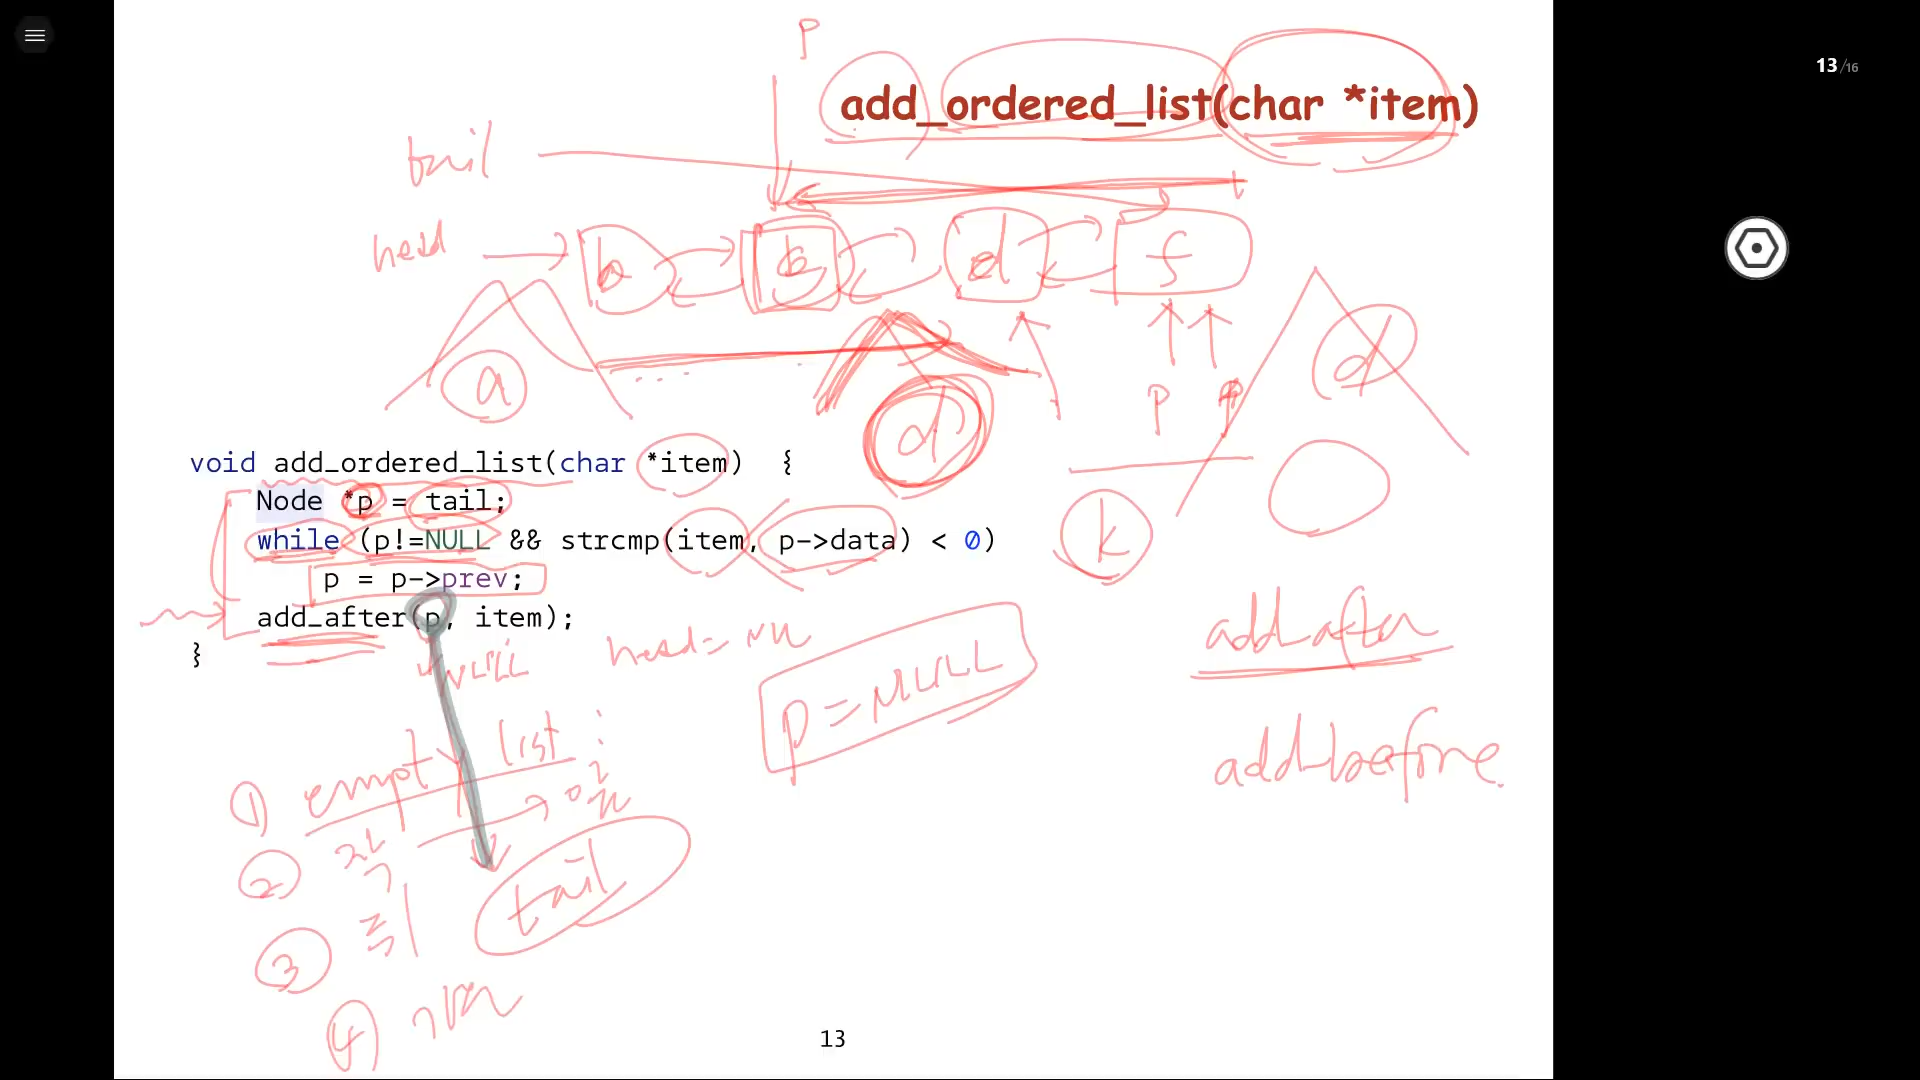 13/16
p
add_ordered_list(char *item)
tail
t
head
b
b
d
f
a
d
d
p
p
void add_ordered_list(char *item) {
Node *p = tail;
while (p!=NULL && strcmp(item, p->data) < 0)
p = p->prev;
add_after(p, item);
}
k
NULL
head = NU
p = NULL
add_after
add_before
① empty list
②
tail
③
④
13